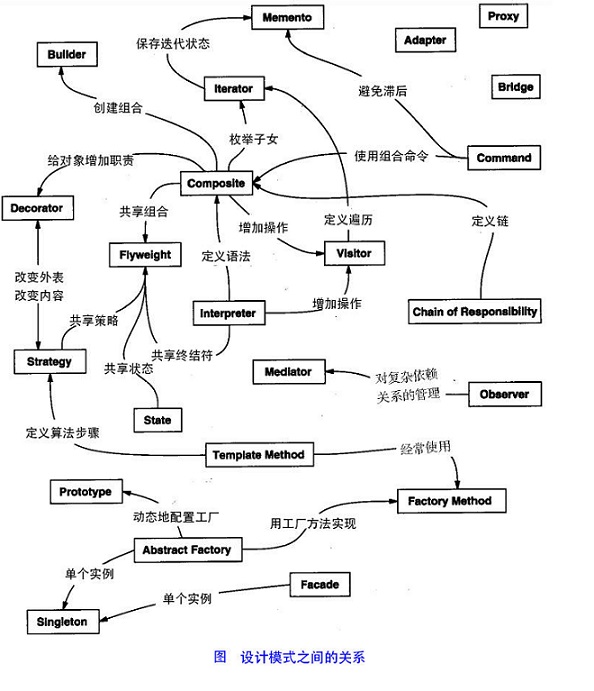 Memento
Proxy
Adapter
保存迭代状态
Builder
Iterator
避免滞后
Bridge
创建组合
枚举子女
使用组合命令
Command
给对象增加职责
Composite
Decorator
共享组合
增加操作
定义遍历
定义链
Flyweight
定义语法
Visitor
改变外表
改变内容
共享策略
Interpreter
增加操作
Chain of Responsibility
Strategy
共享状态
共享终结符
Mediator
对复杂依赖
关系的管理
Observer
State
定义算法步骤
Template Method
经常使用
Prototype
Factory Method
动态地配置工厂
用工厂方法实现
Abstract Factory
单个实例
Facade
单个实例
Singleton
图 设计模式之间的关系